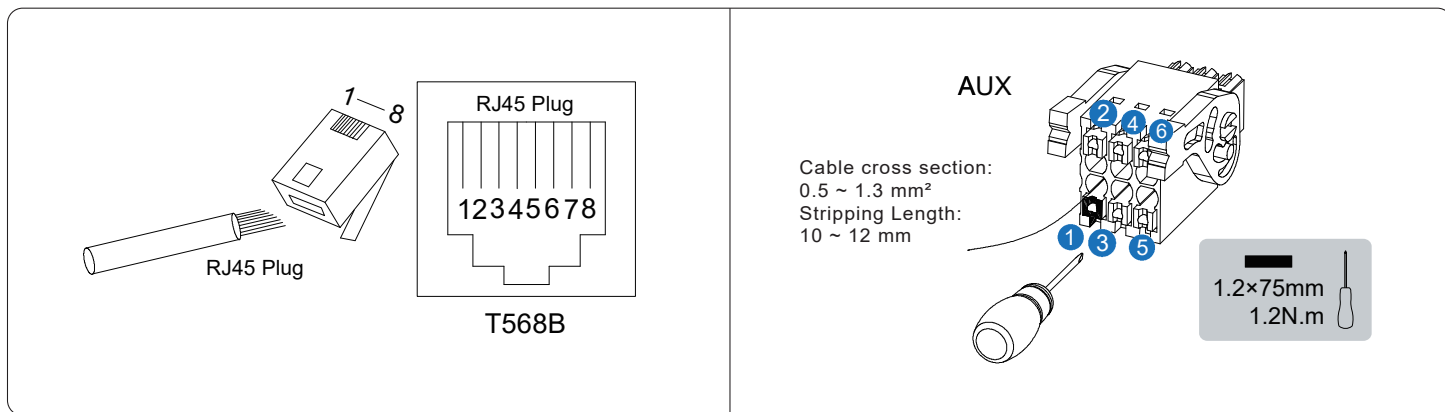 1 8
RJ45 Plug
RJ45 Plug
12345678
T568B
AUX
2
4
6
Cable cross section:
0.5 ~ 1.3 mm²
Stripping Length:
10 ~ 12 mm
1
3
5
1.2×75mm
1.2N.m